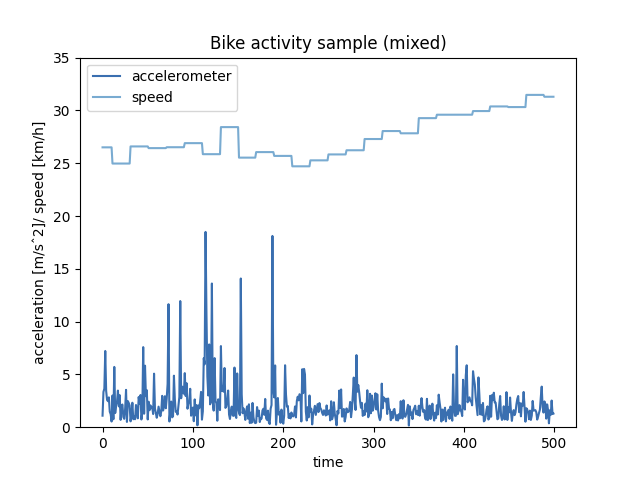 Bike activity sample (mixed)
accelerometer
speed
35
30
25
20
15
10
5
0
acceleration [m/sˆ2]/ speed [km/h]
0 100 200 300 400 500
time